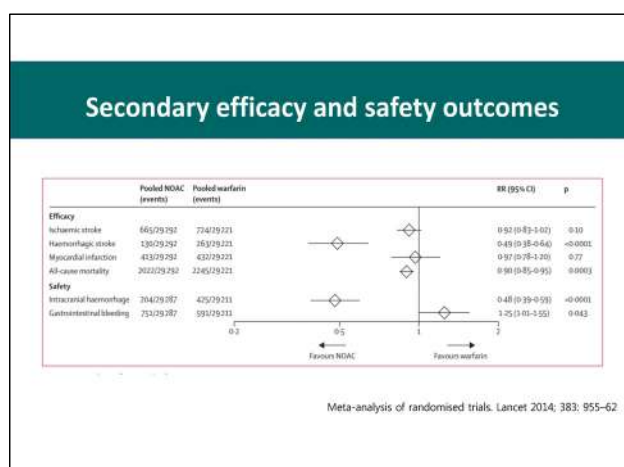 Secondary efficacy and safety outcomes
Pooled NOAC (events) Pooled warfarin (events) RR (95% CI) p
Efficacy
Ischaemic stroke 665/29292 724/29221 0·92 (0·83–1·02) 0·10
Haemorrhagic stroke 130/29292 263/29221 0·49 (0·38–0·64) <0·0001
Myocardial infarction 413/29292 432/29221 0·97 (0·78–1·20) 0·77
All-cause mortality 2022/29292 2245/29221 0·90 (0·85–0·95) 0·0003
Safety
Intracranial haemorrhage 204/29287 425/29211 0·48 (0·39–0·59) <0·0001
Gastrointestinal bleeding 751/29287 591/29211 1·25 (1·01–1·55) 0·043
0·2 0·5 1 2
Favours NOAC Favours warfarin
Meta-analysis of randomised trials. Lancet 2014; 383: 955–62